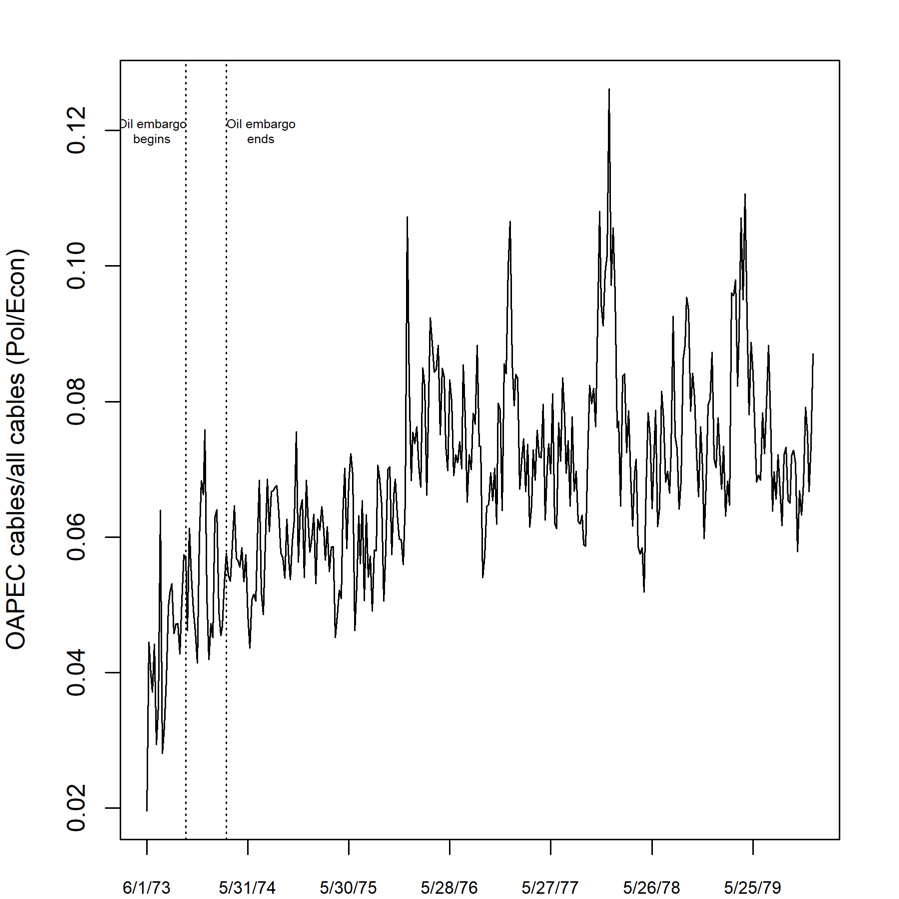 Oil embargo
begins
Oil embargo
ends
OAPEC cables/all cables (Pol/Econ)
0.12
0.10
0.08
0.06
0.04
0.02
6/1/73
5/31/74
5/30/75
5/28/76
5/27/77
5/26/78
5/25/79